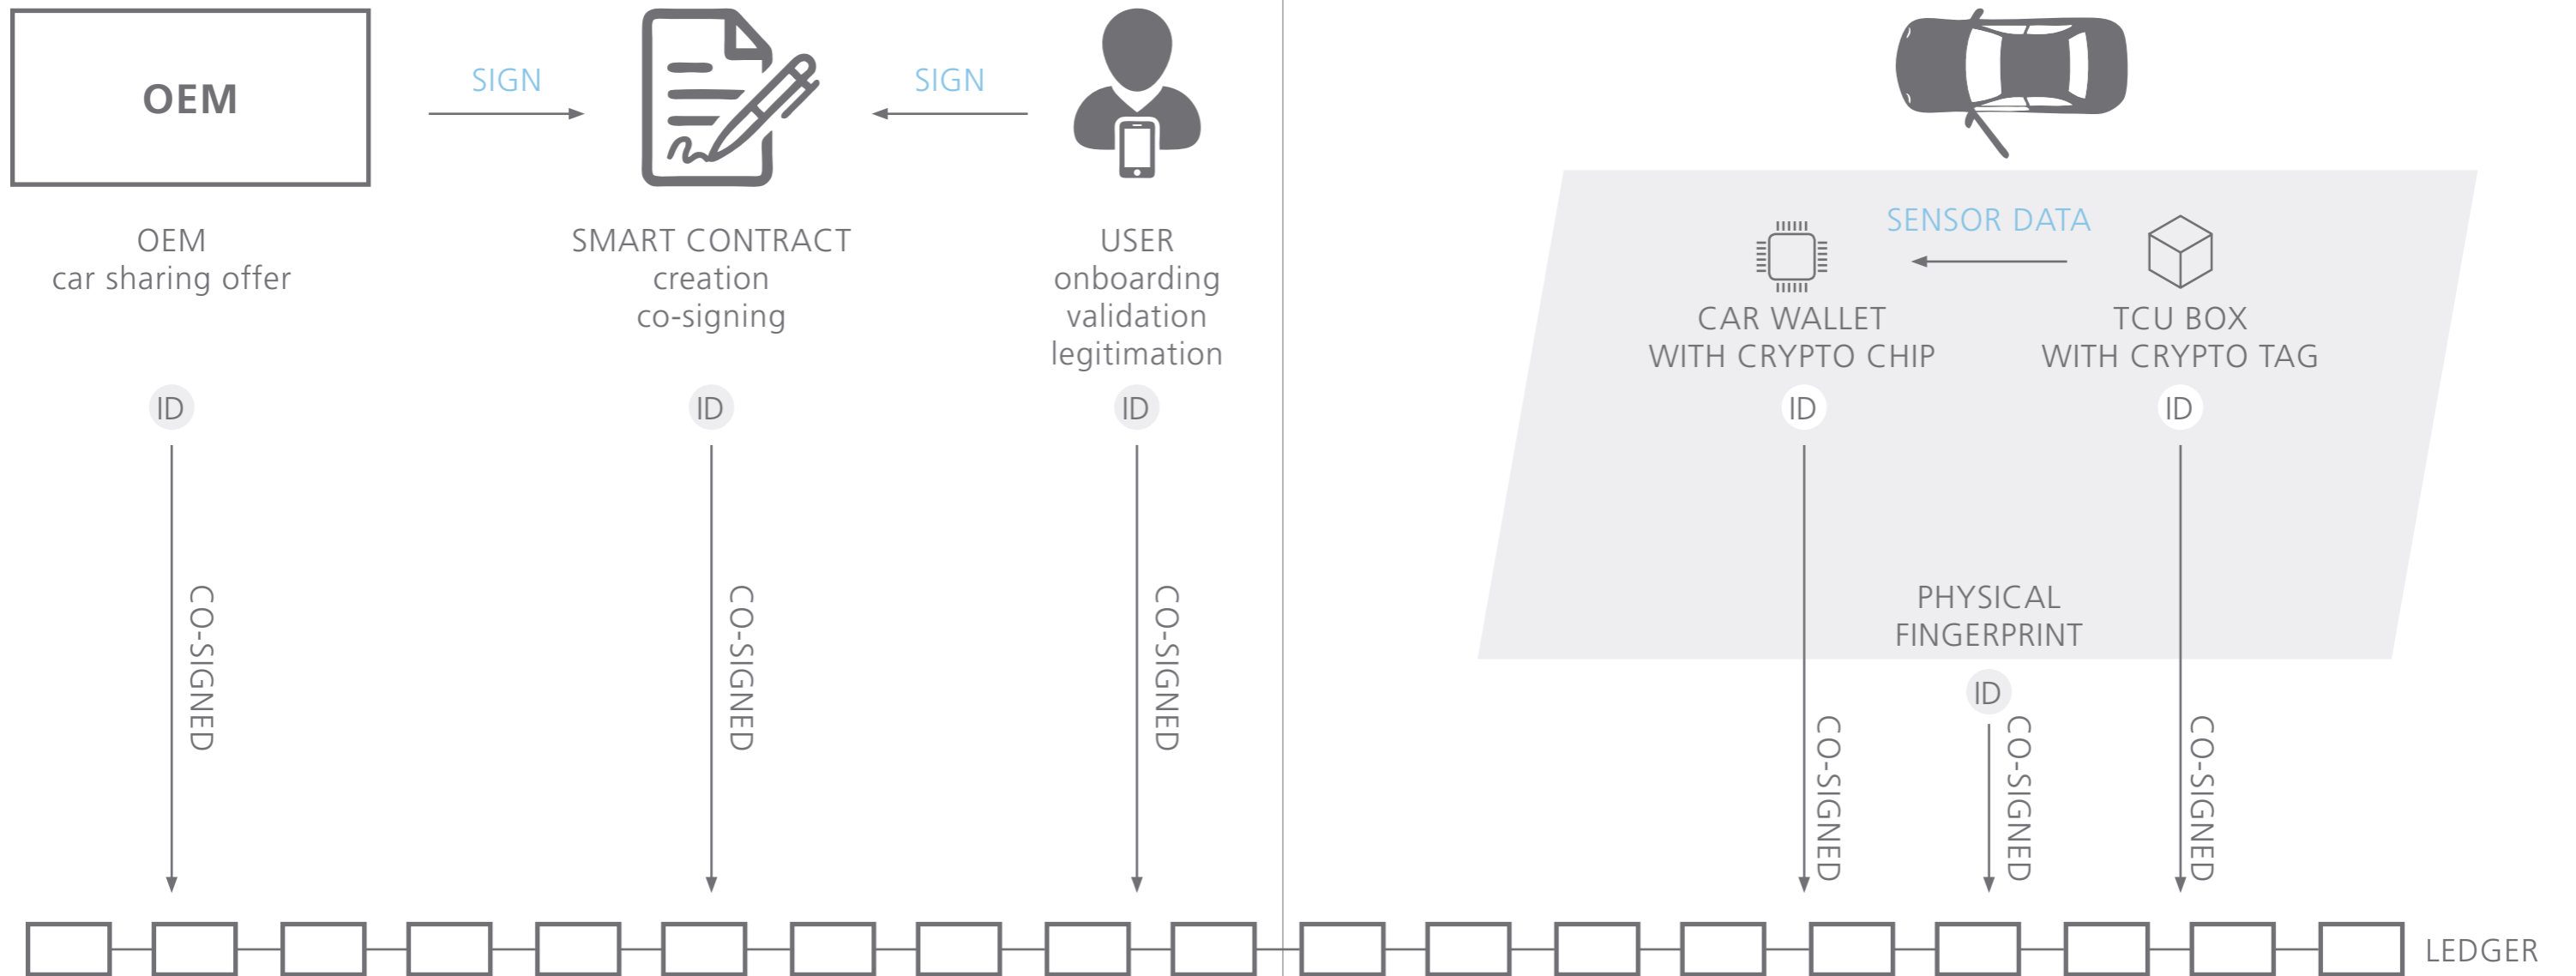 OEM
SIGN
SIGN
OEM
car sharing offer
SMART CONTRACT
creation
co-signing
USER
onboarding
validation
legitimation
ID
ID
ID
CO-SIGNED
CO-SIGNED
CO-SIGNED
SENSOR DATA
CAR WALLET
WITH CRYPTO CHIP
TCU BOX
WITH CRYPTO TAG
ID
ID
PHYSICAL
FINGERPRINT
ID
CO-SIGNED
CO-SIGNED
CO-SIGNED
LEDGER